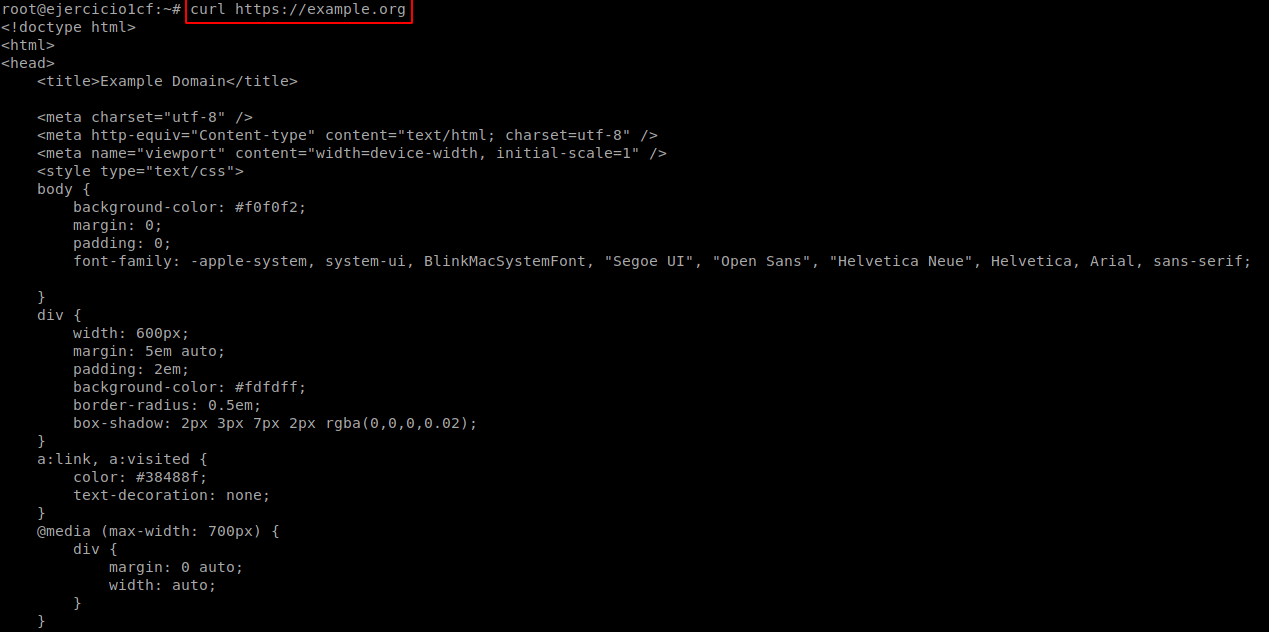 root@ejercicio1cf:~# curl https://example.org
<!doctype html>
<html>
<head>
    <title>Example Domain</title>

    <meta charset="utf-8" />
    <meta http-equiv="Content-type" content="text/html; charset=utf-8" />
    <meta name="viewport" content="width=device-width, initial-scale=1" />
    <style type="text/css">
    body {
        background-color: #f0f0f2;
        margin: 0;
        padding: 0;
        font-family: -apple-system, system-ui, BlinkMacSystemFont, "Segoe UI", "Open Sans", "Helvetica Neue", Helvetica, Arial, sans-serif;

    }
    div {
        width: 600px;
        margin: 5em auto;
        padding: 2em;
        background-color: #fdfdff;
        border-radius: 0.5em;
        box-shadow: 2px 3px 7px 2px rgba(0,0,0,0.02);
    }
    a:link, a:visited {
        color: #38488f;
        text-decoration: none;
    }
    @media (max-width: 700px) {
        div {
            margin: 0 auto;
            width: auto;
        }
    }